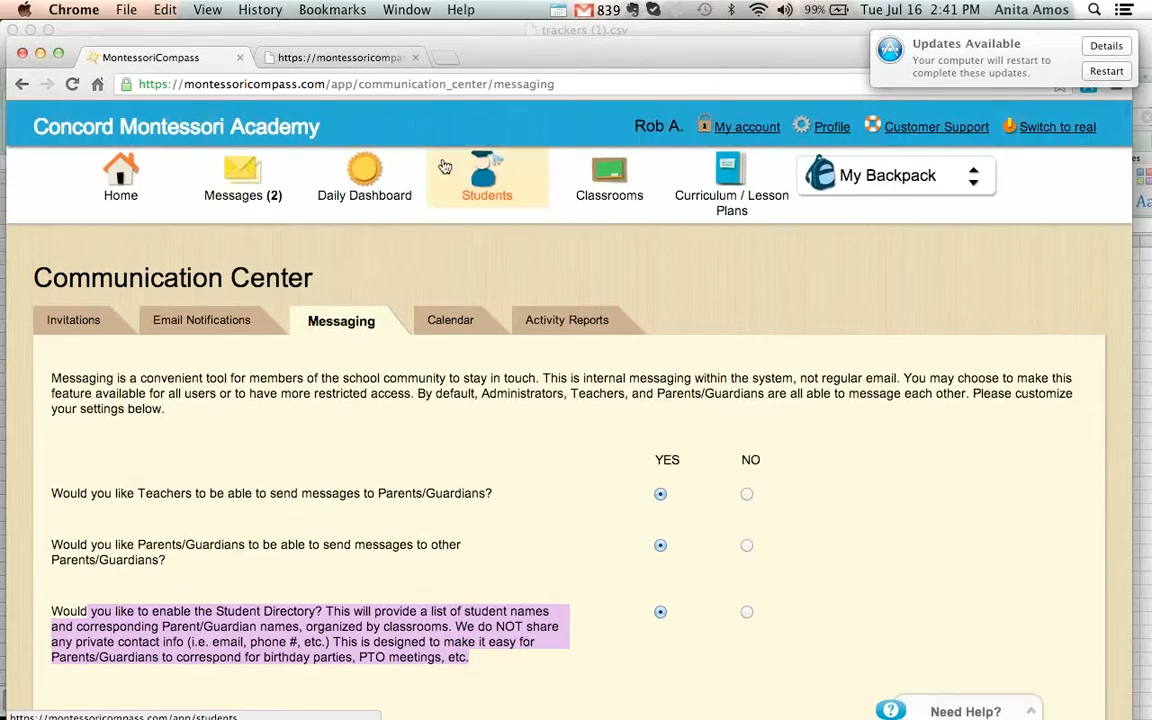 Chrome File Edit View History Bookmarks Window Help 839 99% Tue Jul 16 2:41 PM Anita Amos
trackers (1).csv
MontessoriCompass https://montessoricomp
Updates Available
Your computer will restart to
complete these updates.
Details
Restart
https://montessoricompass.com/app/communication_center/messaging
Concord Montessori Academy
Rob A. My account Profile Customer Support Switch to real
Home
Messages (2)
Daily Dashboard
Students
Classrooms
Curriculum / Lesson
Plans
My Backpack
Communication Center
Invitations Email Notifications Messaging Calendar Activity Reports
Messaging is a convenient tool for members of the school community to stay in touch. This is internal messaging within the system, not regular email. You may choose to make this
feature available for all users or to have more restricted access. By default, Administrators, Teachers, and Parents/Guardians are all able to message each other. Please customize
your settings below.
YES NO
Would you like Teachers to be able to send messages to Parents/Guardians?
Would you like Parents/Guardians to be able to send messages to other
Parents/Guardians?
Would you like to enable the Student Directory? This will provide a list of student names
and corresponding Parent/Guardian names, organized by classrooms. We do NOT share
any private contact info (i.e. email, phone #, etc.) This is designed to make it easy for
Parents/Guardians to correspond for birthday parties, PTO meetings, etc.
Need Help?
https://montessoricompass.com/app/students